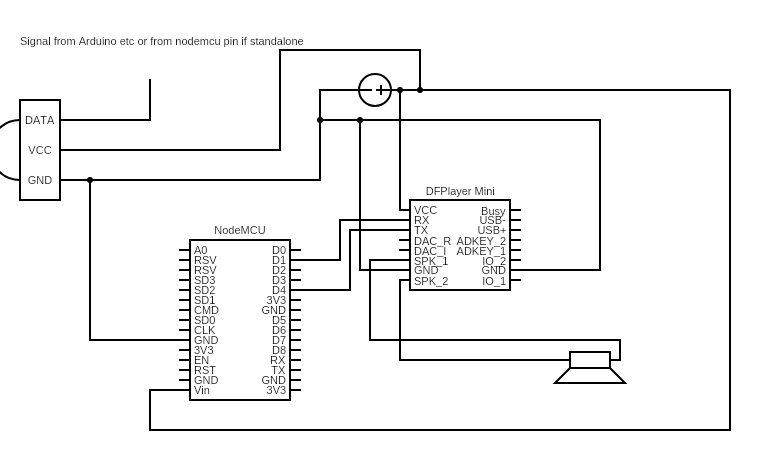 Signal from Arduino etc or from nodemcu pin if standalone
DATA
VCC
GND
DFPlayer Mini
VCC Busy
RX USB-
TX USB+
DAC_R ADKEY_2
DAC_I ADKEY_1
SPK_1 IO_2
GND GND
SPK_2 IO_1
NodeMCU
A0 D0
RSV D1
RSV D2
SD3 D3
SD2 D4
SD1 3V3
CMD GND
SD0 D5
CLK D6
GND D7
3V3 D8
EN RX
RST TX
GND GND
Vin 3V3